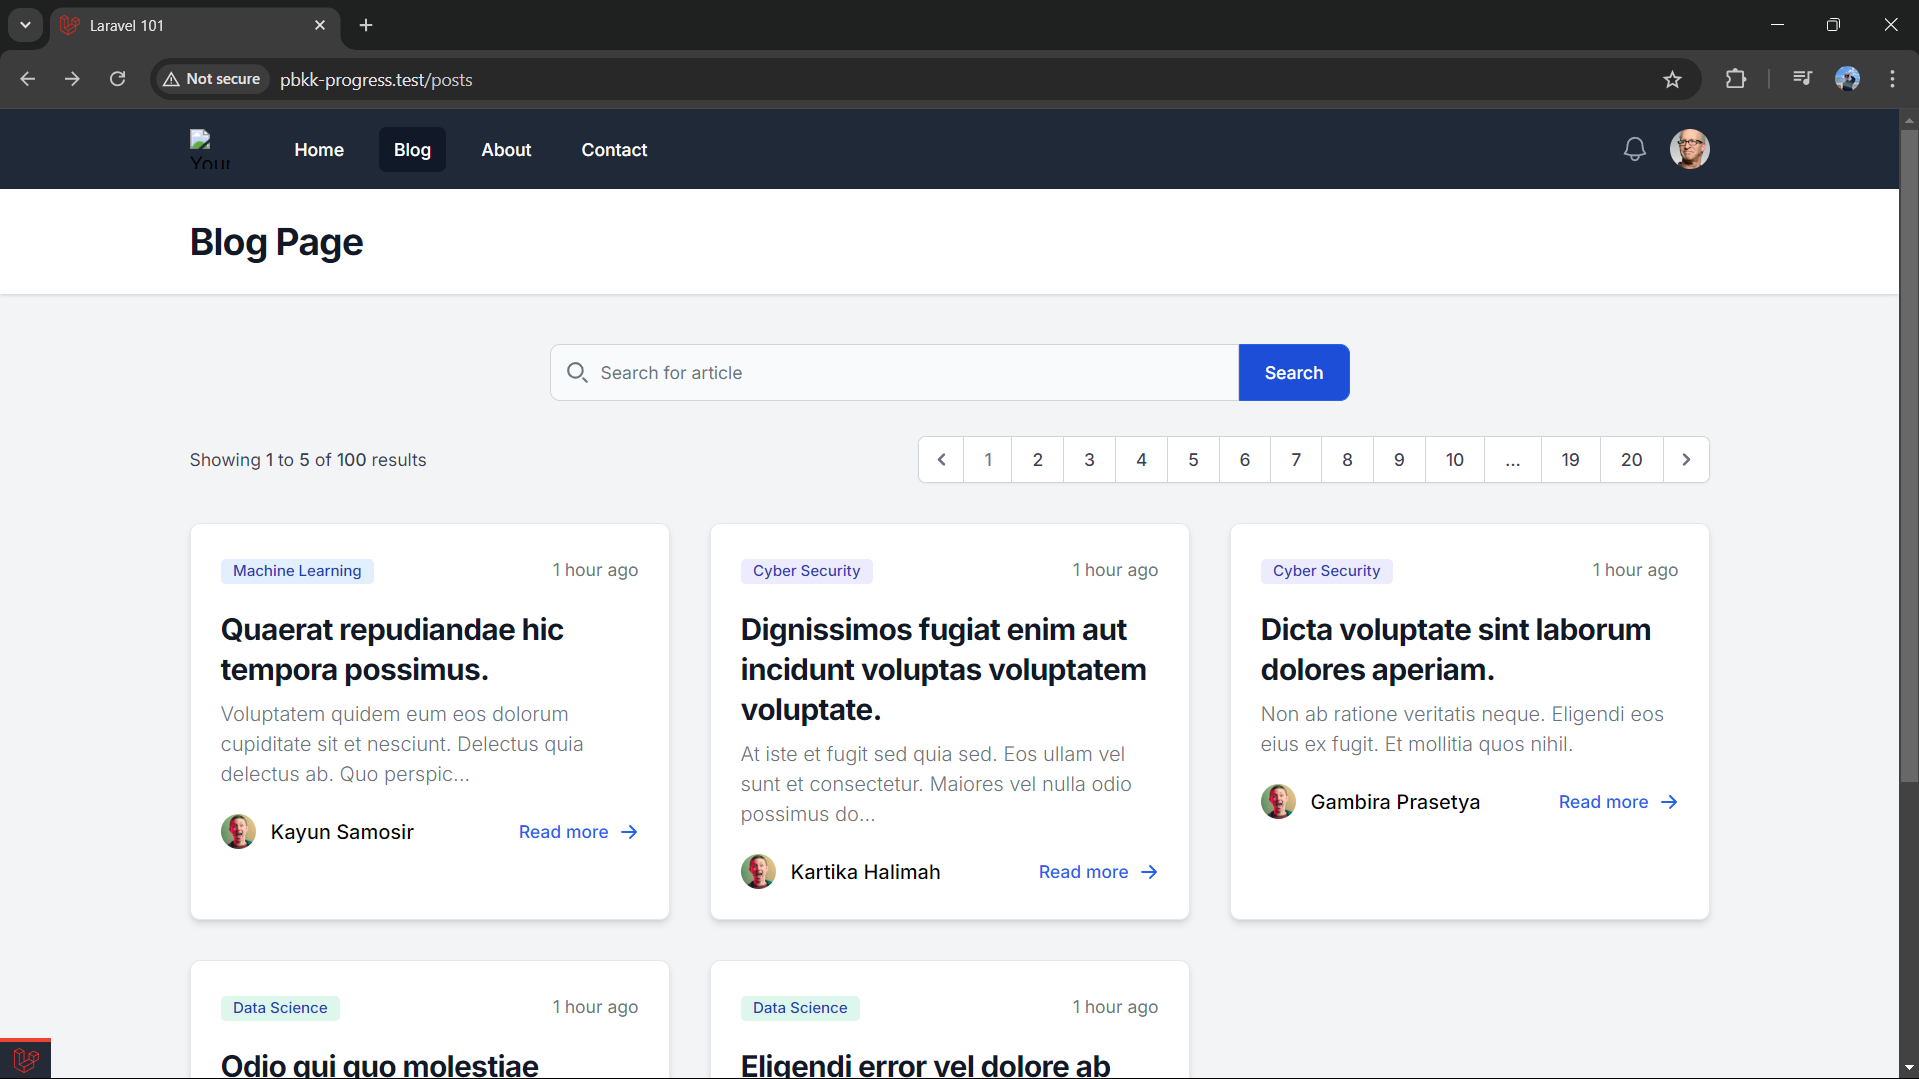 Laravel 101
Not secure
pbkk-progress.test/posts
Your
Home
Blog
About
Contact
Blog Page
Search for article
Search
Showing 1 to 5 of 100 results
1 2 3 4 5 6 7 8 9 10 ... 19 20
Machine Learning
1 hour ago
Quaerat repudiandae hic
tempora possimus.
Voluptatem quidem eum eos dolorum
cupiditate sit et nesciunt. Delectus quia
delectus ab. Quo perspic...
Kayun Samosir
Read more
Cyber Security
1 hour ago
Dignissimos fugiat enim aut
incidunt voluptas voluptatem
voluptate.
At iste et fugit sed quia sed. Eos ullam vel
sunt et consectetur. Maiores vel nulla odio
possimus do...
Kartika Halimah
Read more
Cyber Security
1 hour ago
Dicta voluptate sint laborum
dolores aperiam.
Non ab ratione veritatis neque. Eligendi eos
eius ex fugit. Et mollitia quos nihil.
Gambira Prasetya
Read more
Data Science
1 hour ago
Odio qui quo molestiae
Data Science
1 hour ago
Eligendi error vel dolore ab